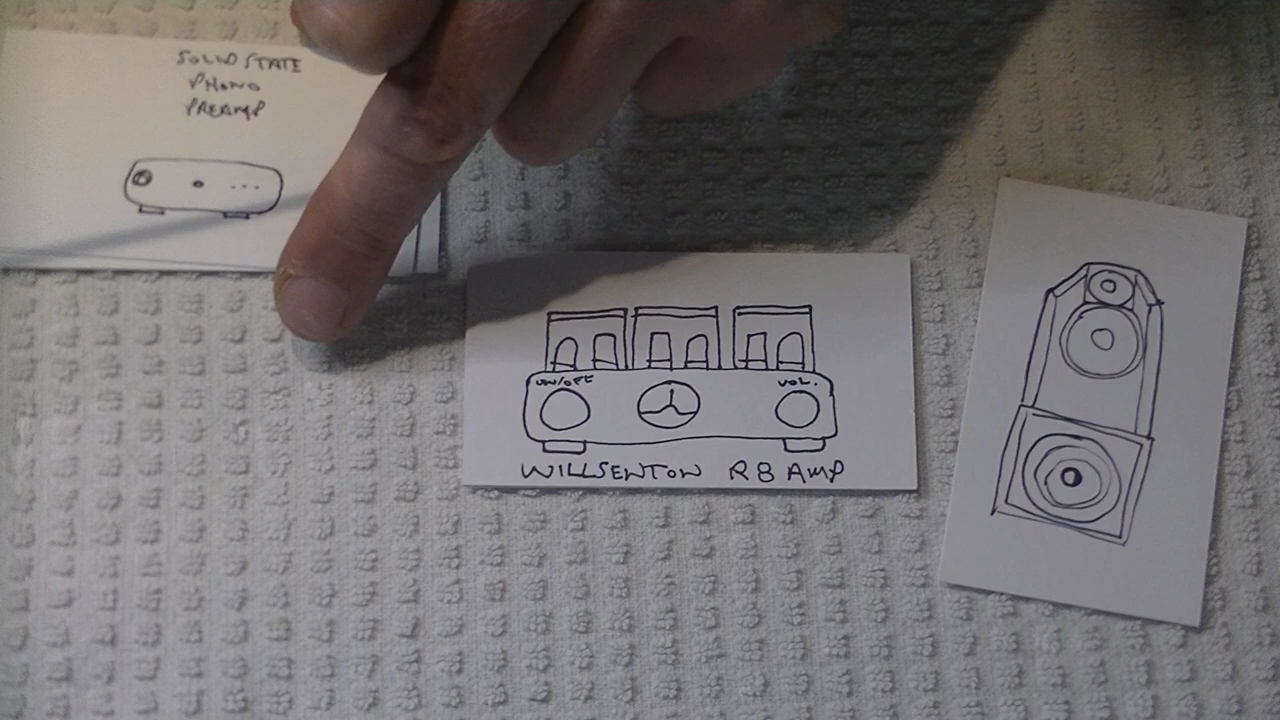 SOLID STATE
PHONO
PREAMP
ON/OFF
VOL.
WILLSENTON R8 AMP